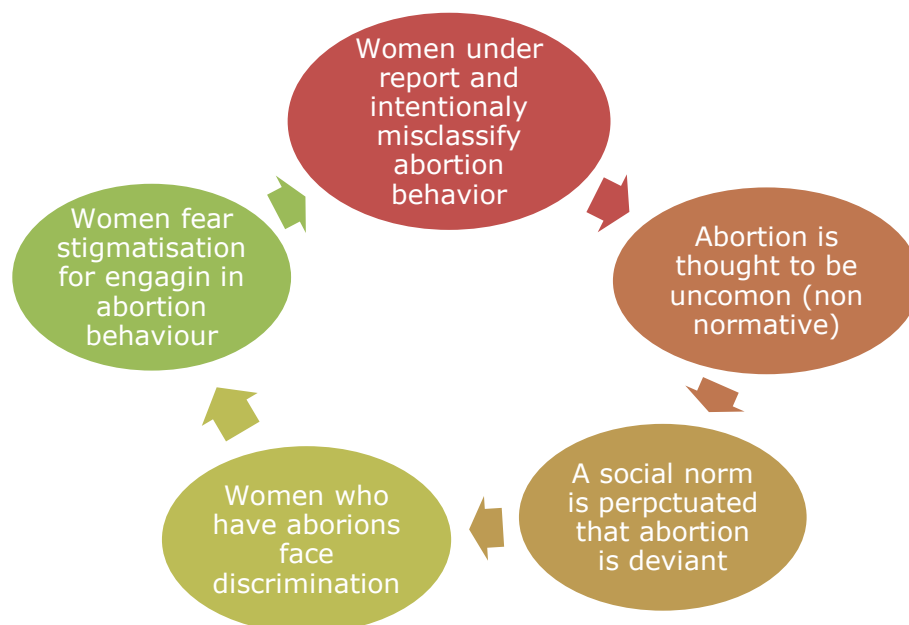 Women under
report and
intentionaly
misclassify
abortion
behavior
Abortion is
thought to be
uncomon (non
normative)
A social norm
is perpctuated
that abortion
is deviant
Women who
have aborions
face
discrimination
Women fear
stigmatisation
for engagin in
abortion
behaviour